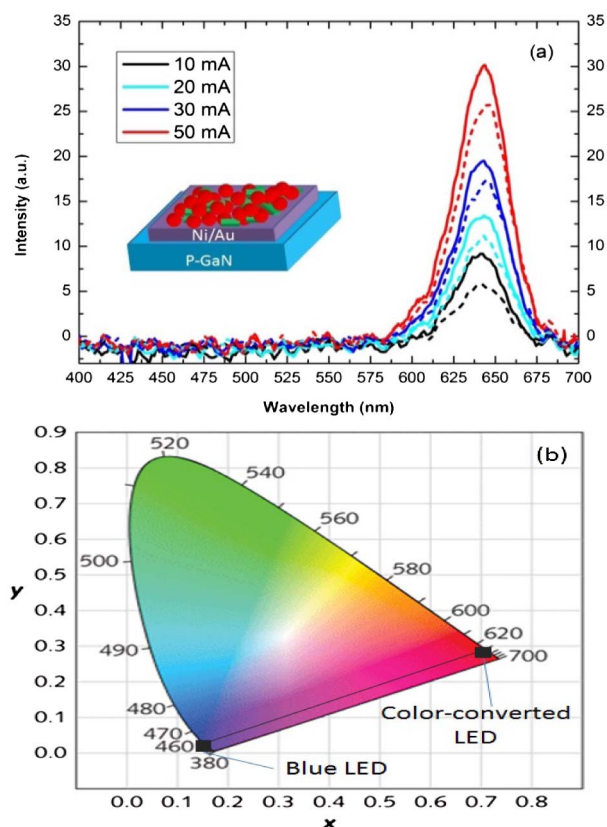 35
30
25
20
15
10
5
0
Intensity (a.u.)
10 mA
20 mA
30 mA
50 mA
(a)
Ni/Au
P-GaN
35
30
25
20
15
10
5
0
400 425 450 475 500 525 550 575 600 625 650 675 700
Wavelength (nm)
(b)
0.9
0.8
0.7
0.6
0.5
0.4
0.3
0.2
0.1
0.0
y
520
540
560
500
580
600
490
620
700
480
470
460
380
Color-converted
LED
Blue LED
0.0 0.1 0.2 0.3 0.4 0.5 0.6 0.7 0.8
x